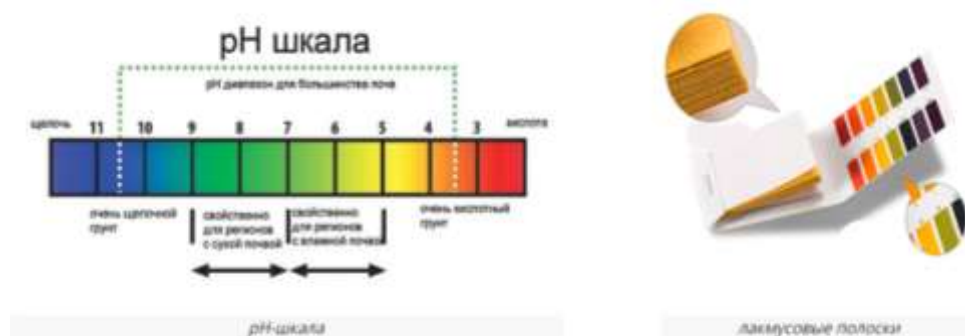 pH шкала
pH диапазон для большинства почв
щелочь 11 10 9 8 7 6 5 4 3 кислота
очень щелочной
грунт
свойственно
для регионов
с сухой почвой
свойственно
для регионов
с влажной почвой
очень кислотный
грунт
pH-шкала
лакмусовые полоски